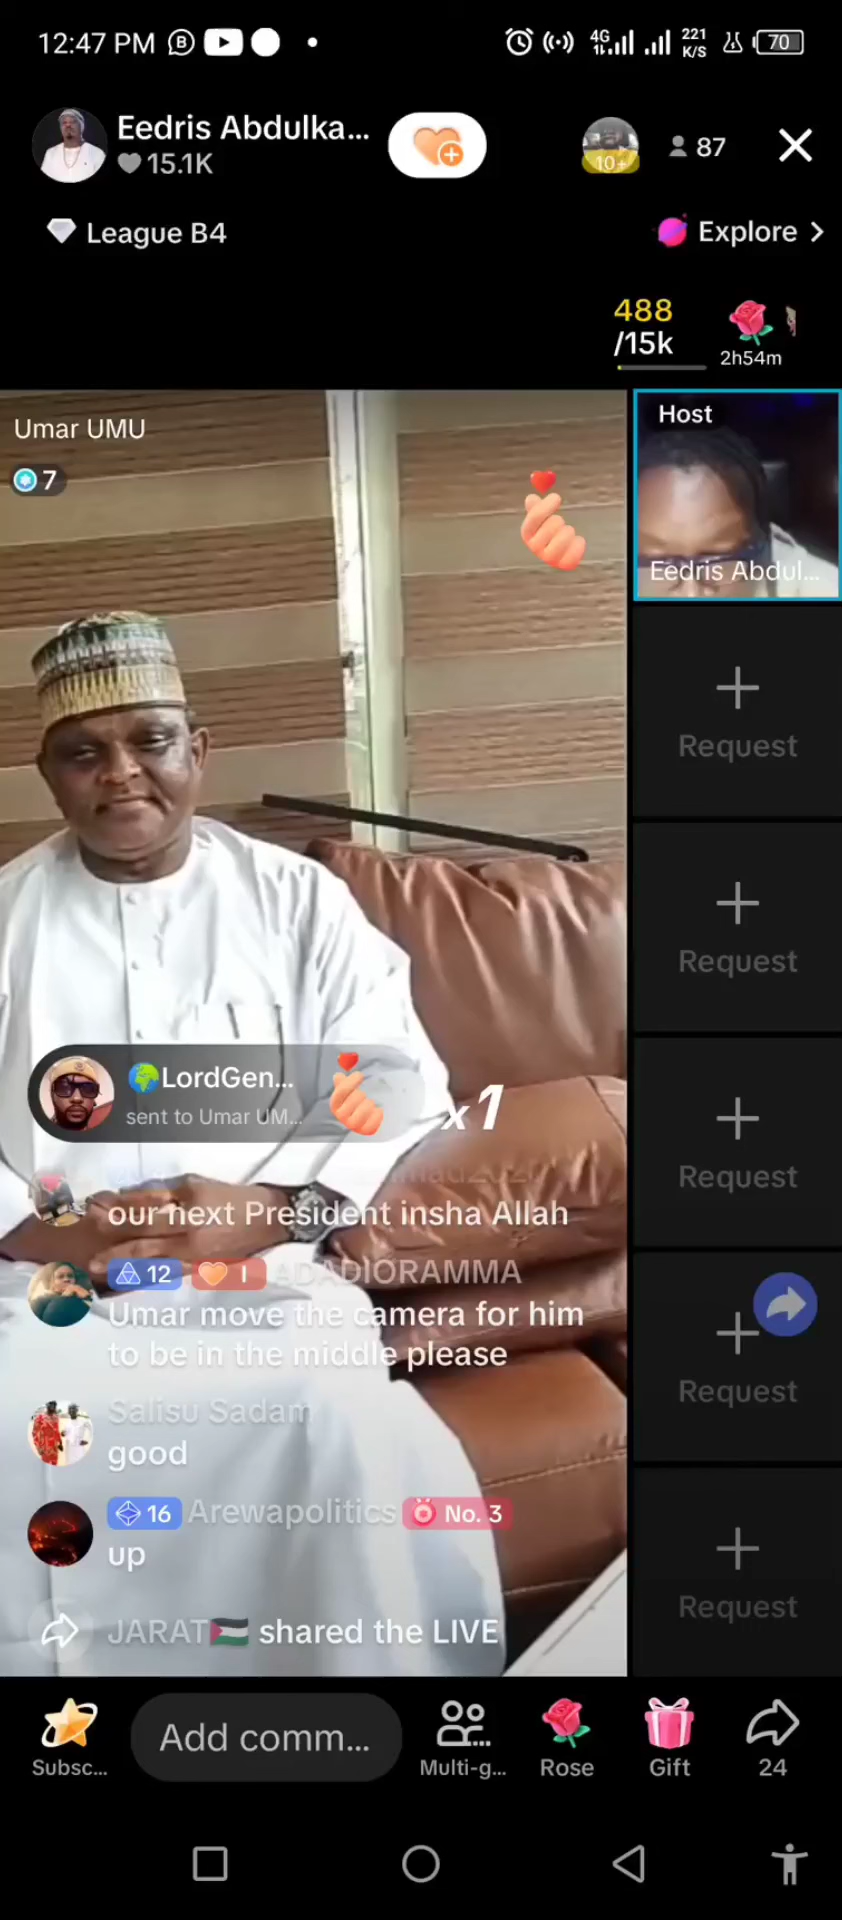 12:47 PM
4G 221 K/S 70
Eedris Abdulka...
15.1K
10+
87
League B4
Explore >
488
/15k
2h54m
Umar UMU
7
Host
Eedris Abdul...
Request
Request
Request
Request
Request
LordGen...
sent to Umar UM...
x1
our next President insha Allah
12 I ADADIORAMMA
Umar move the camera for him
to be in the middle please
Salisu Sadam
good
16 Arewapolitics No. 3
up
JARAT shared the LIVE
Subsc...
Add comm...
Multi-g...
Rose
Gift
24